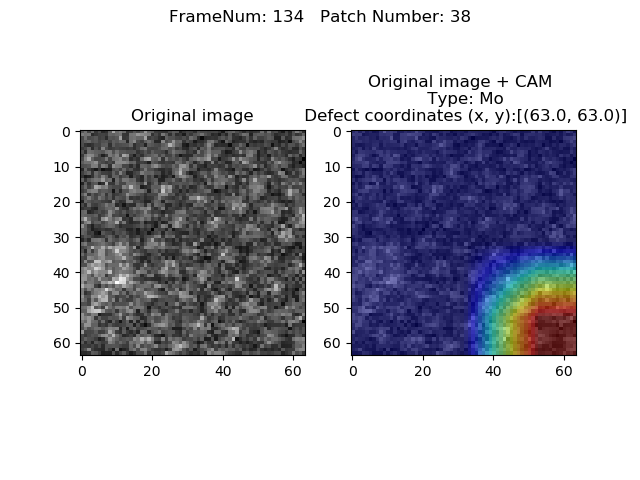 FrameNum: 134   Patch Number: 38
Original image + CAM
Type: Mo
Original image
Defect coordinates (x, y):[(63.0, 63.0)]
0
10
20
30
40
50
60
0 20 40 60
0
10
20
30
40
50
60
0 20 40 60